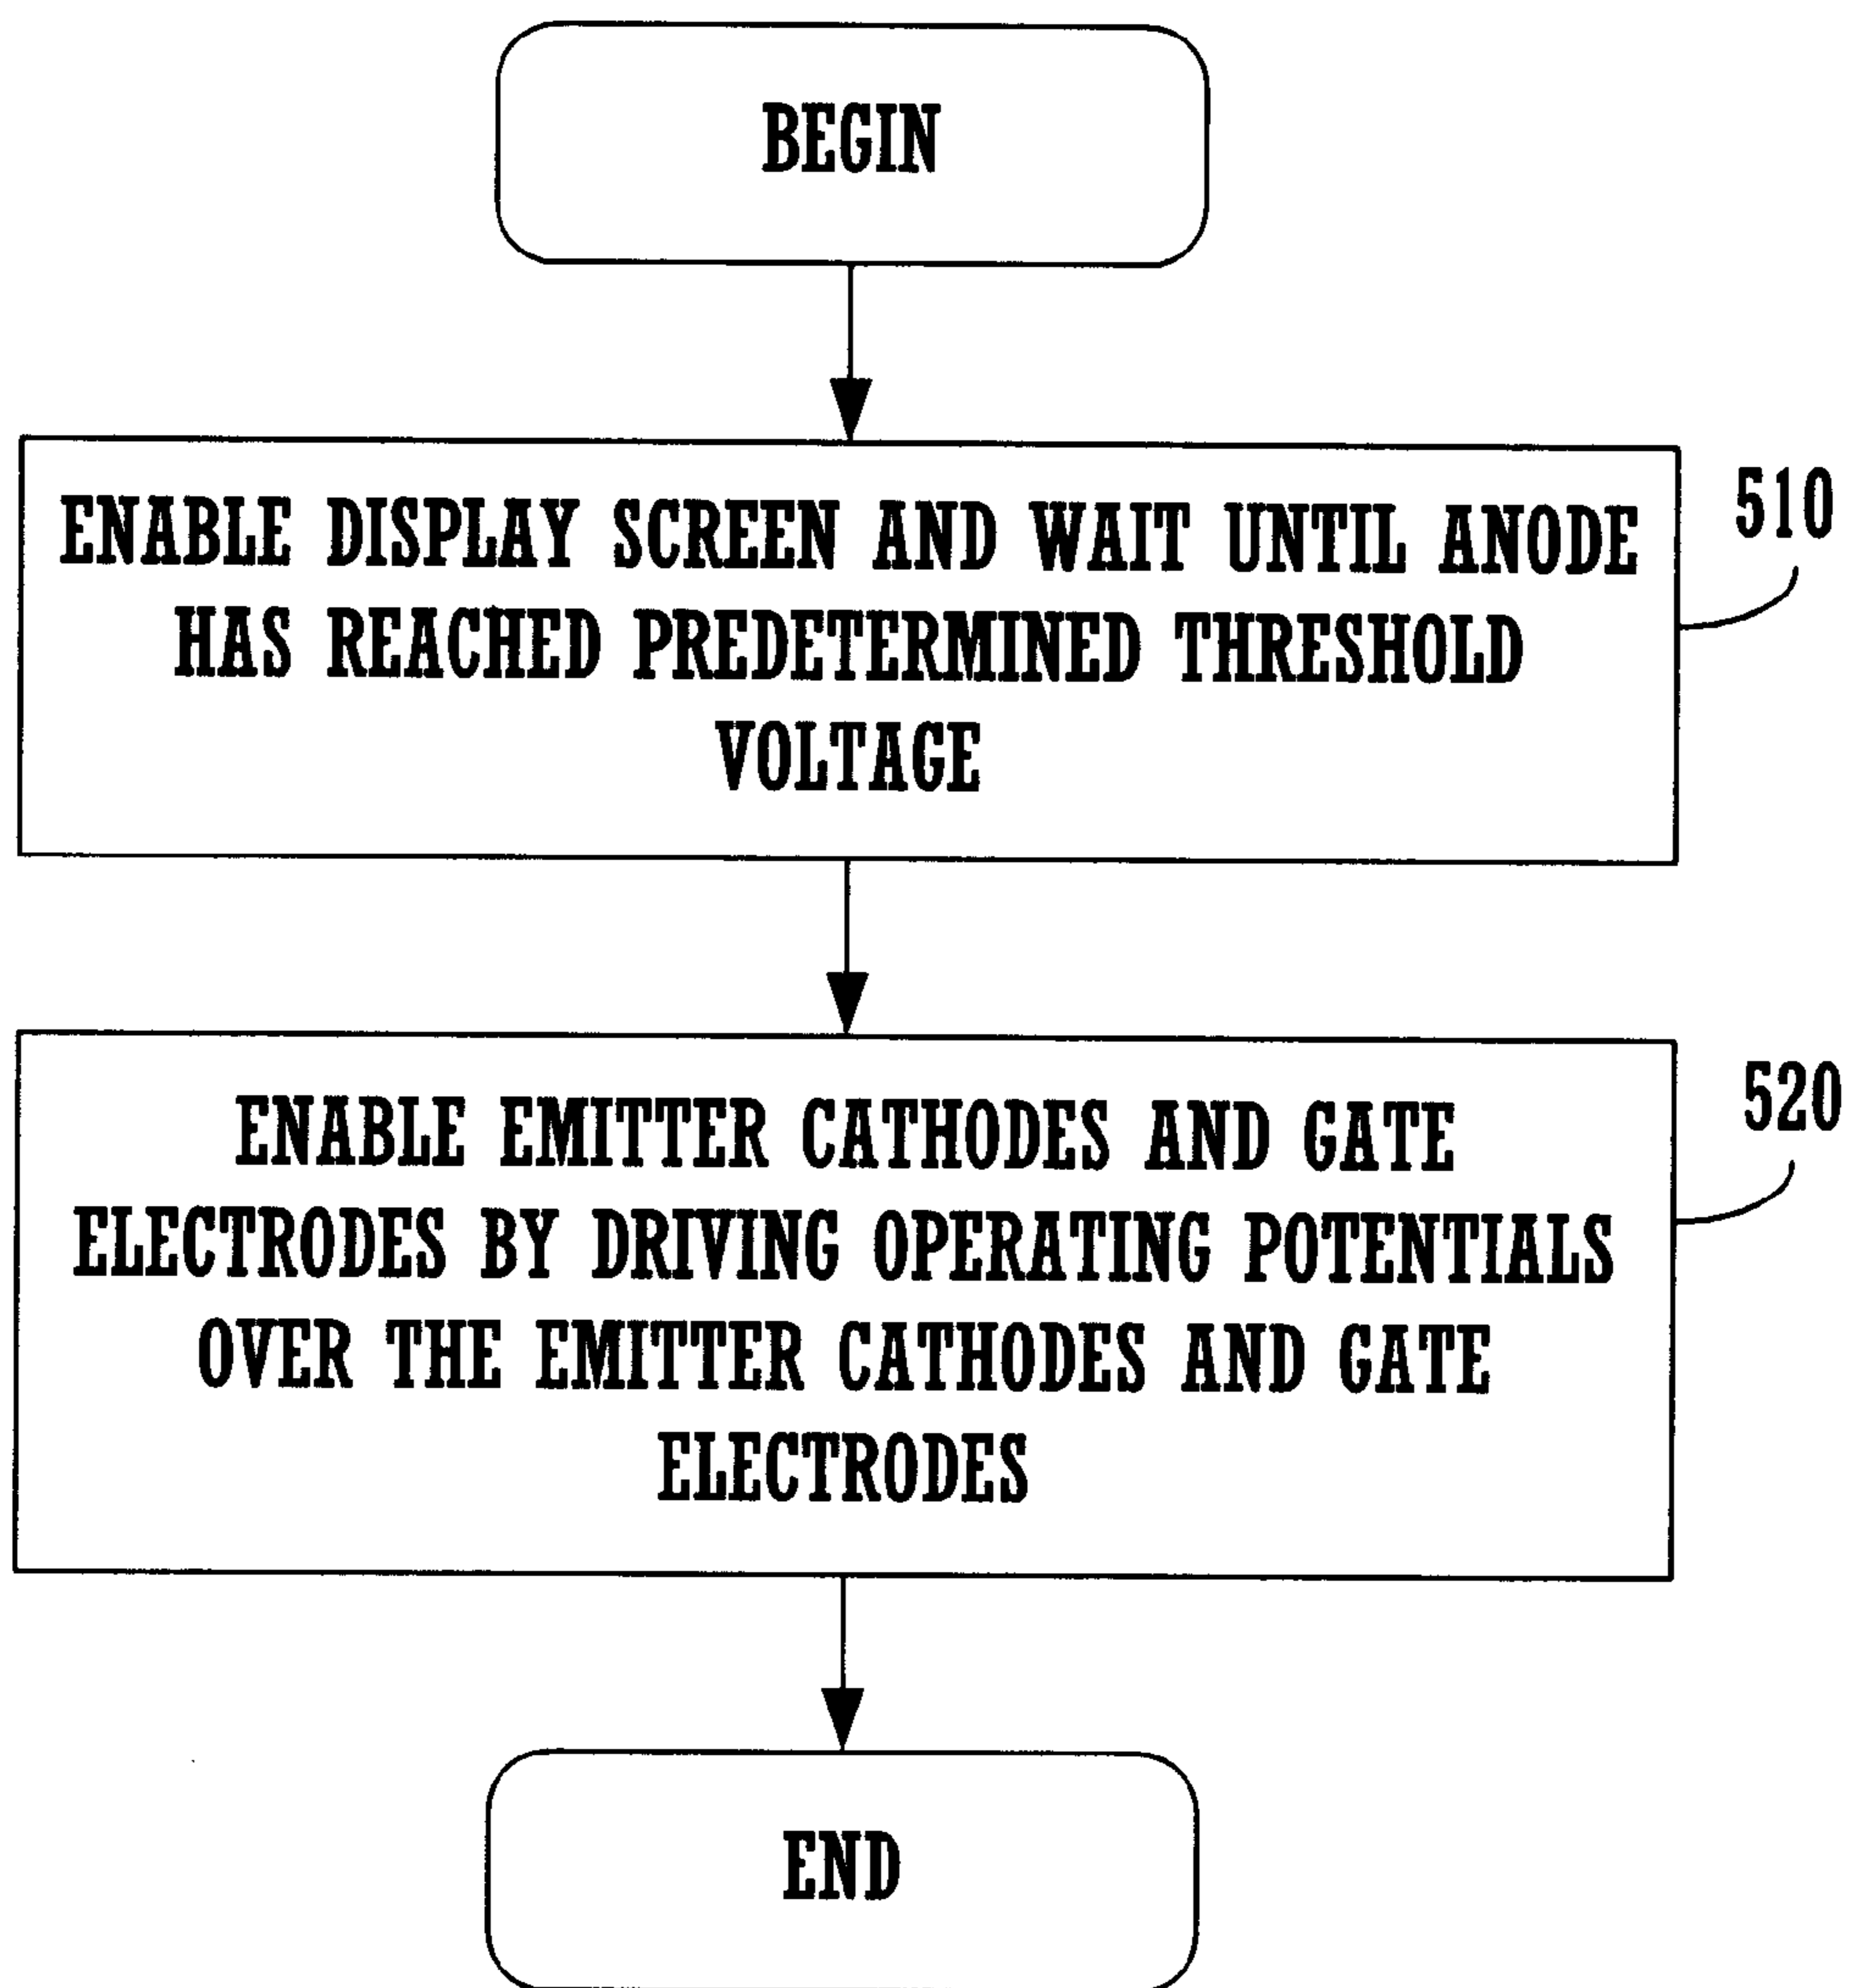 BEGIN
ENABLE DISPLAY SCREEN AND WAIT UNTIL ANODE
HAS REACHED PREDETERMINED THRESHOLD
VOLTAGE
510
ENABLE EMITTER CATHODES AND GATE
ELECTRODES BY DRIVING OPERATING POTENTIALS
OVER THE EMITTER CATHODES AND GATE
ELECTRODES
520
END